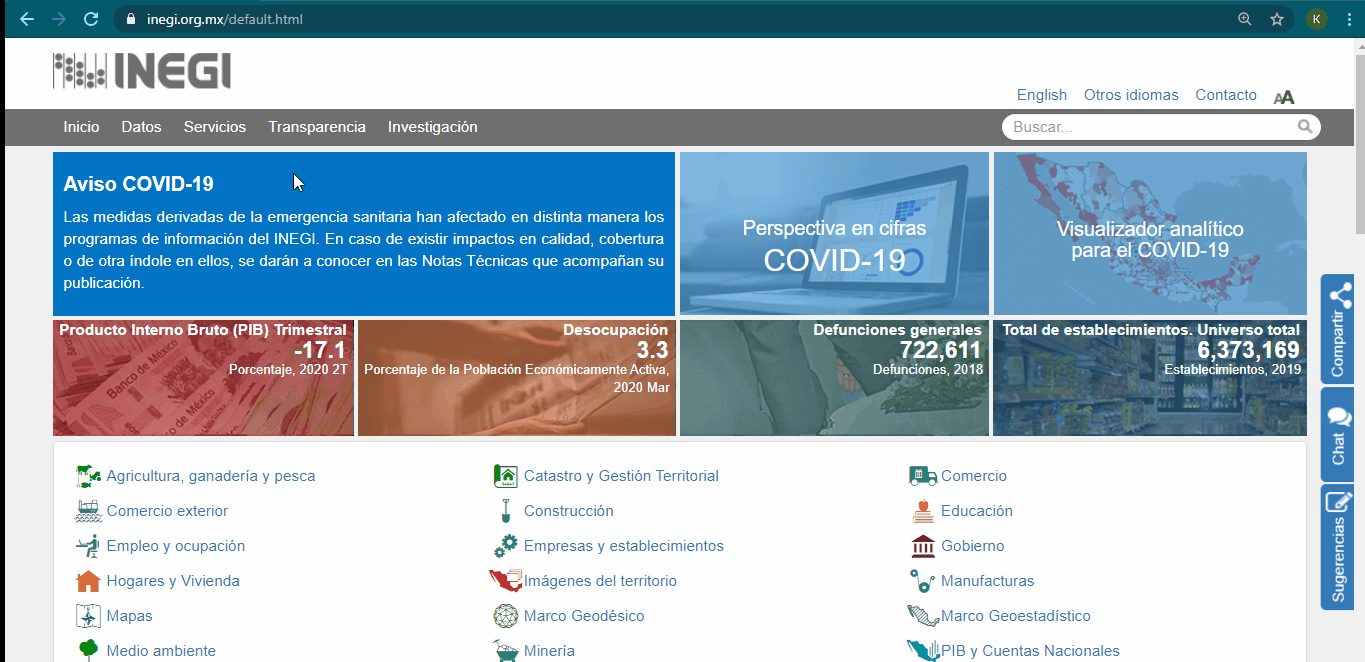 inegi.org.mx/default.html
K
INEGI
English Otros idiomas Contacto AA
Inicio Datos Servicios Transparencia Investigación
Buscar...
Aviso COVID-19
Las medidas derivadas de la emergencia sanitaria han afectado en distinta manera los
programas de información del INEGI. En caso de existir impactos en calidad, cobertura
o de otra índole en ellos, se darán a conocer en las Notas Técnicas que acompañan su
publicación.
Perspectiva en cifras
COVID-19
Visualizador analítico
para el COVID-19
Producto Interno Bruto (PIB) Trimestral
-17.1
Porcentaje, 2020 2T
Banco de México
Desocupación
3.3
Porcentaje de la Población Económicamente Activa,
2020 Mar
Defunciones generales
722,611
Defunciones, 2018
Total de establecimientos. Universo total
6,373,169
Establecimientos, 2019
Compartir
Chat
Sugerencias
Agricultura, ganadería y pesca
Catastro y Gestión Territorial
Comercio
Comercio exterior
Construcción
Educación
Empleo y ocupación
Empresas y establecimientos
Gobierno
Hogares y Vivienda
Imágenes del territorio
Manufacturas
Mapas
Marco Geodésico
Marco Geoestadístico
Medio ambiente
Minería
PIB y Cuentas Nacionales